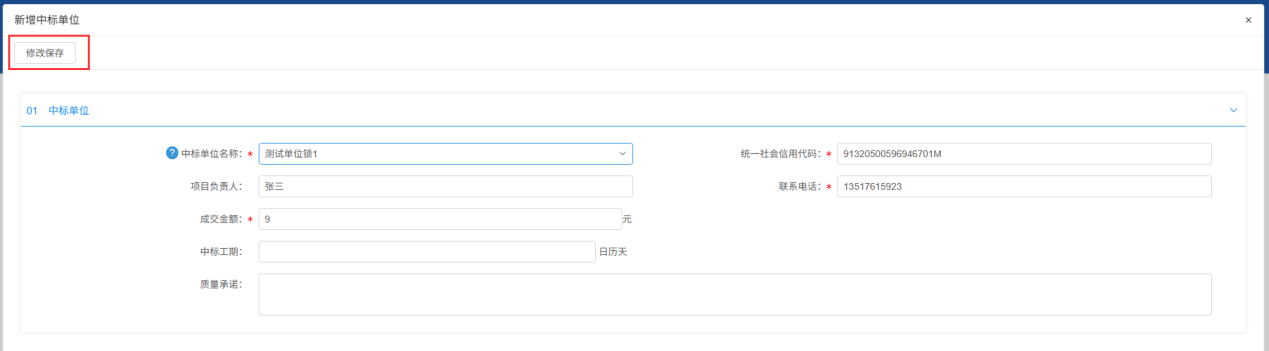 新增中标单位 ×
修改保存
01 中标单位
? 中标单位名称: * 测试单位锁1 统一社会信用代码: * 91320500596946701M
项目负责人: 张三 联系电话: * 13517615923
成交金额: * 9 元
中标工期: 日历天
质量承诺: